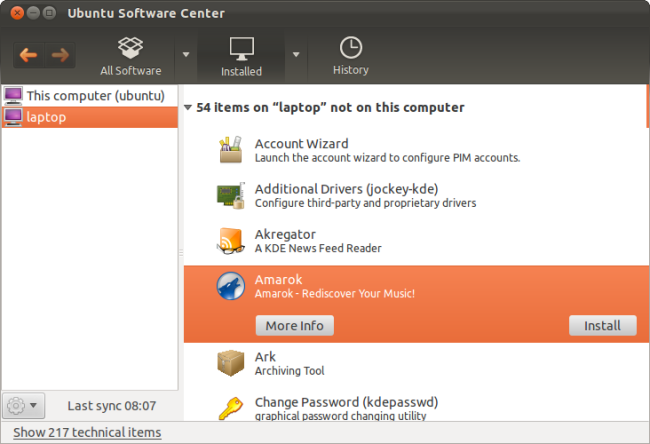 Ubuntu Software Center
All Software
Installed
History
This computer (ubuntu)
laptop
54 items on “laptop” not on this computer
Account Wizard
Launch the account wizard to configure PIM accounts.
Additional Drivers (jockey-kde)
Configure third-party and proprietary drivers
Akregator
A KDE News Feed Reader
Amarok
Amarok - Rediscover Your Music!
More Info
Install
Ark
Archiving Tool
Change Password (kdepasswd)
graphical password changing utility
Last sync 08:07
Show 217 technical items